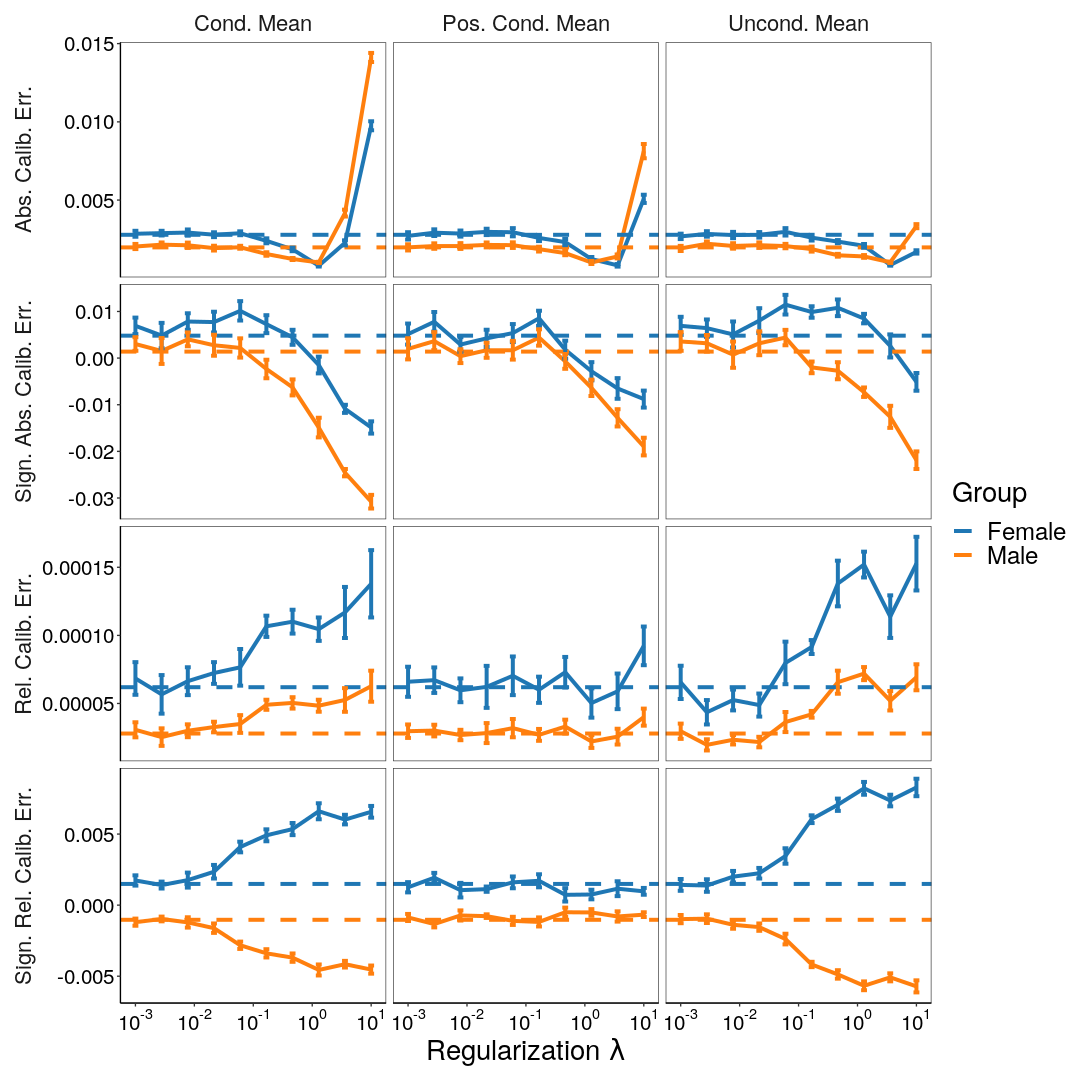 Cond. Mean
Pos. Cond. Mean
Uncond. Mean
Abs. Calib. Err.
0.015
0.010
0.005
Sign. Abs. Calib. Err.
0.01
0.00
-0.01
-0.02
-0.03
Rel. Calib. Err.
0.00015
0.00010
0.00005
Sign. Rel. Calib. Err.
0.005
0.000
-0.005
10⁻³ 10⁻² 10⁻¹ 10⁰ 10¹
10⁻³ 10⁻² 10⁻¹ 10⁰ 10¹
10⁻³ 10⁻² 10⁻¹ 10⁰ 10¹
Regularization λ
Group
Female
Male